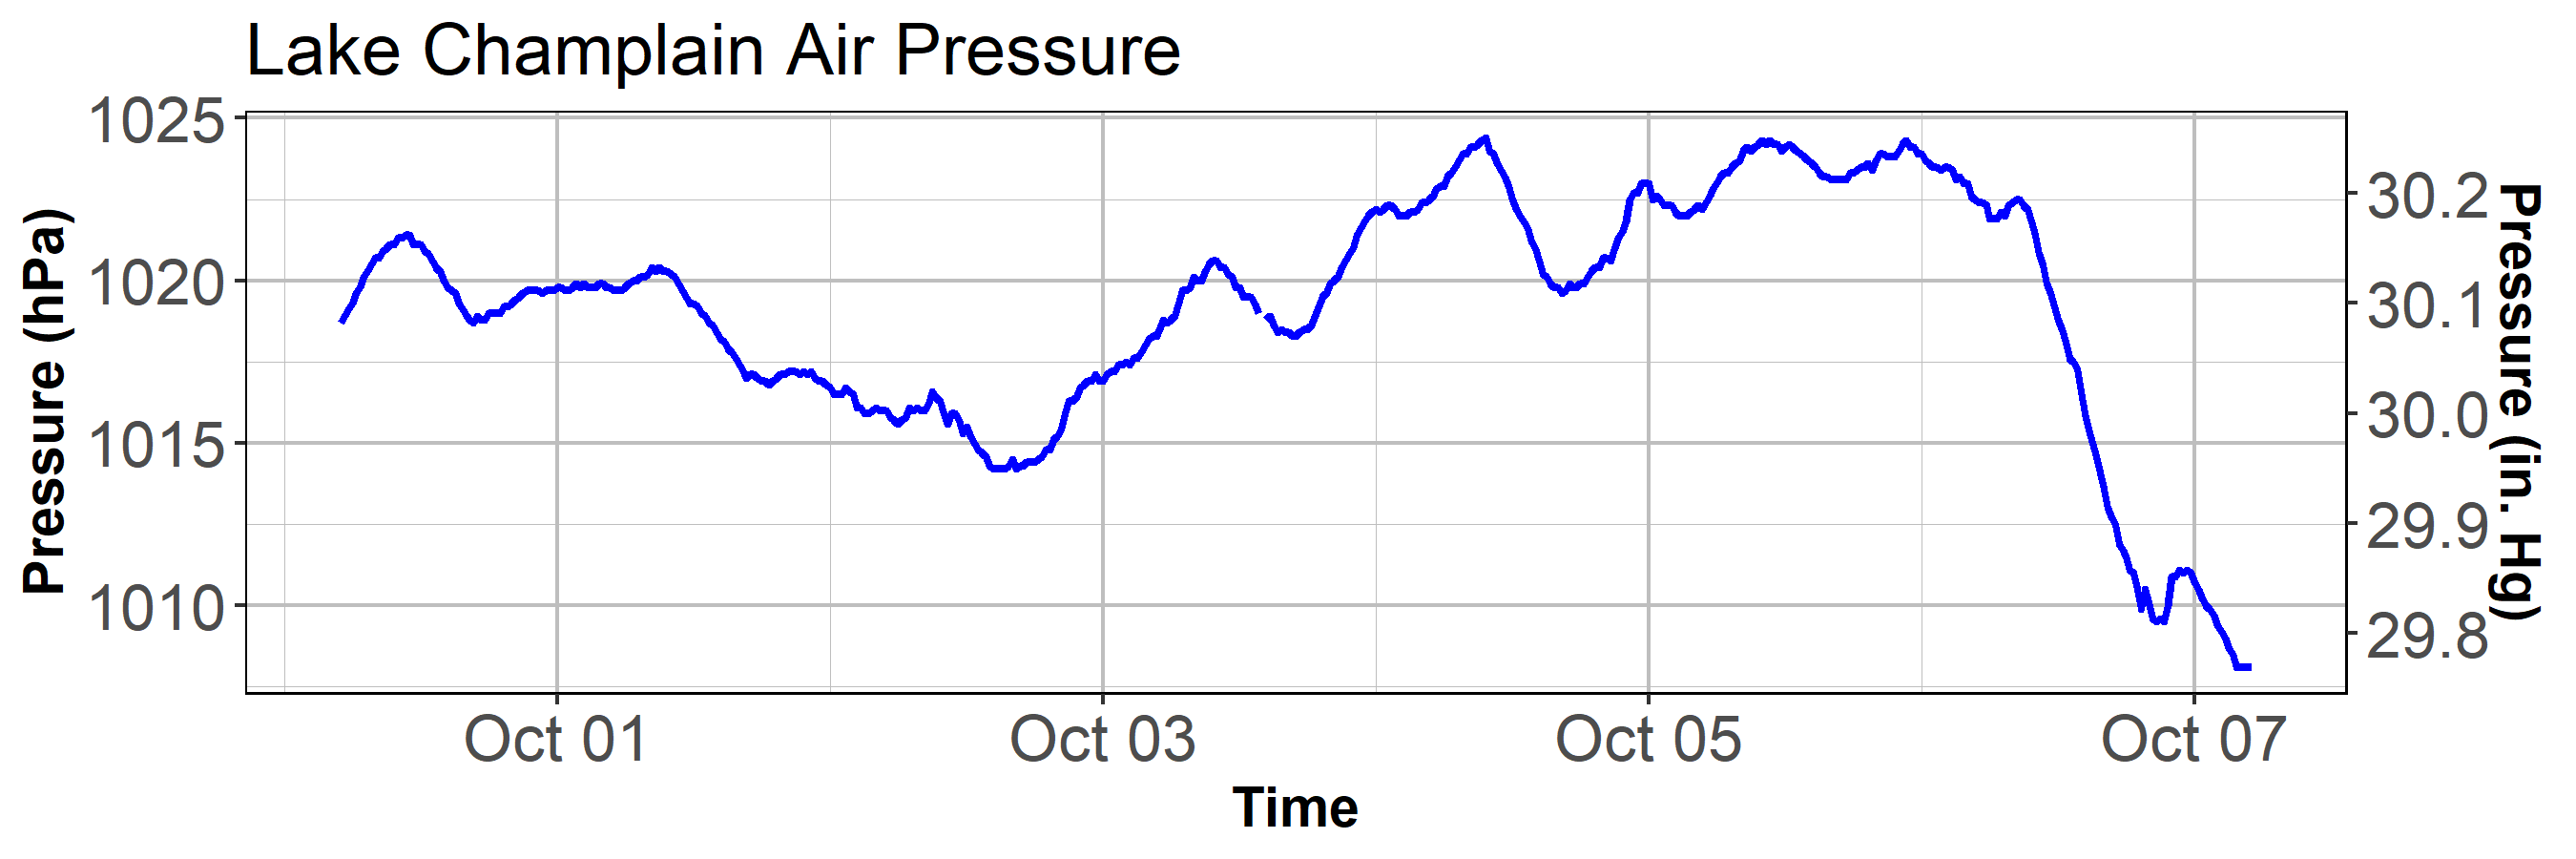 Lake Champlain Air Pressure
Pressure (hPa)
1025
1020
1015
1010
30.2
30.1
30.0
29.9
29.8
Pressure (in. Hg)
Oct 01 Oct 03 Oct 05 Oct 07
Time